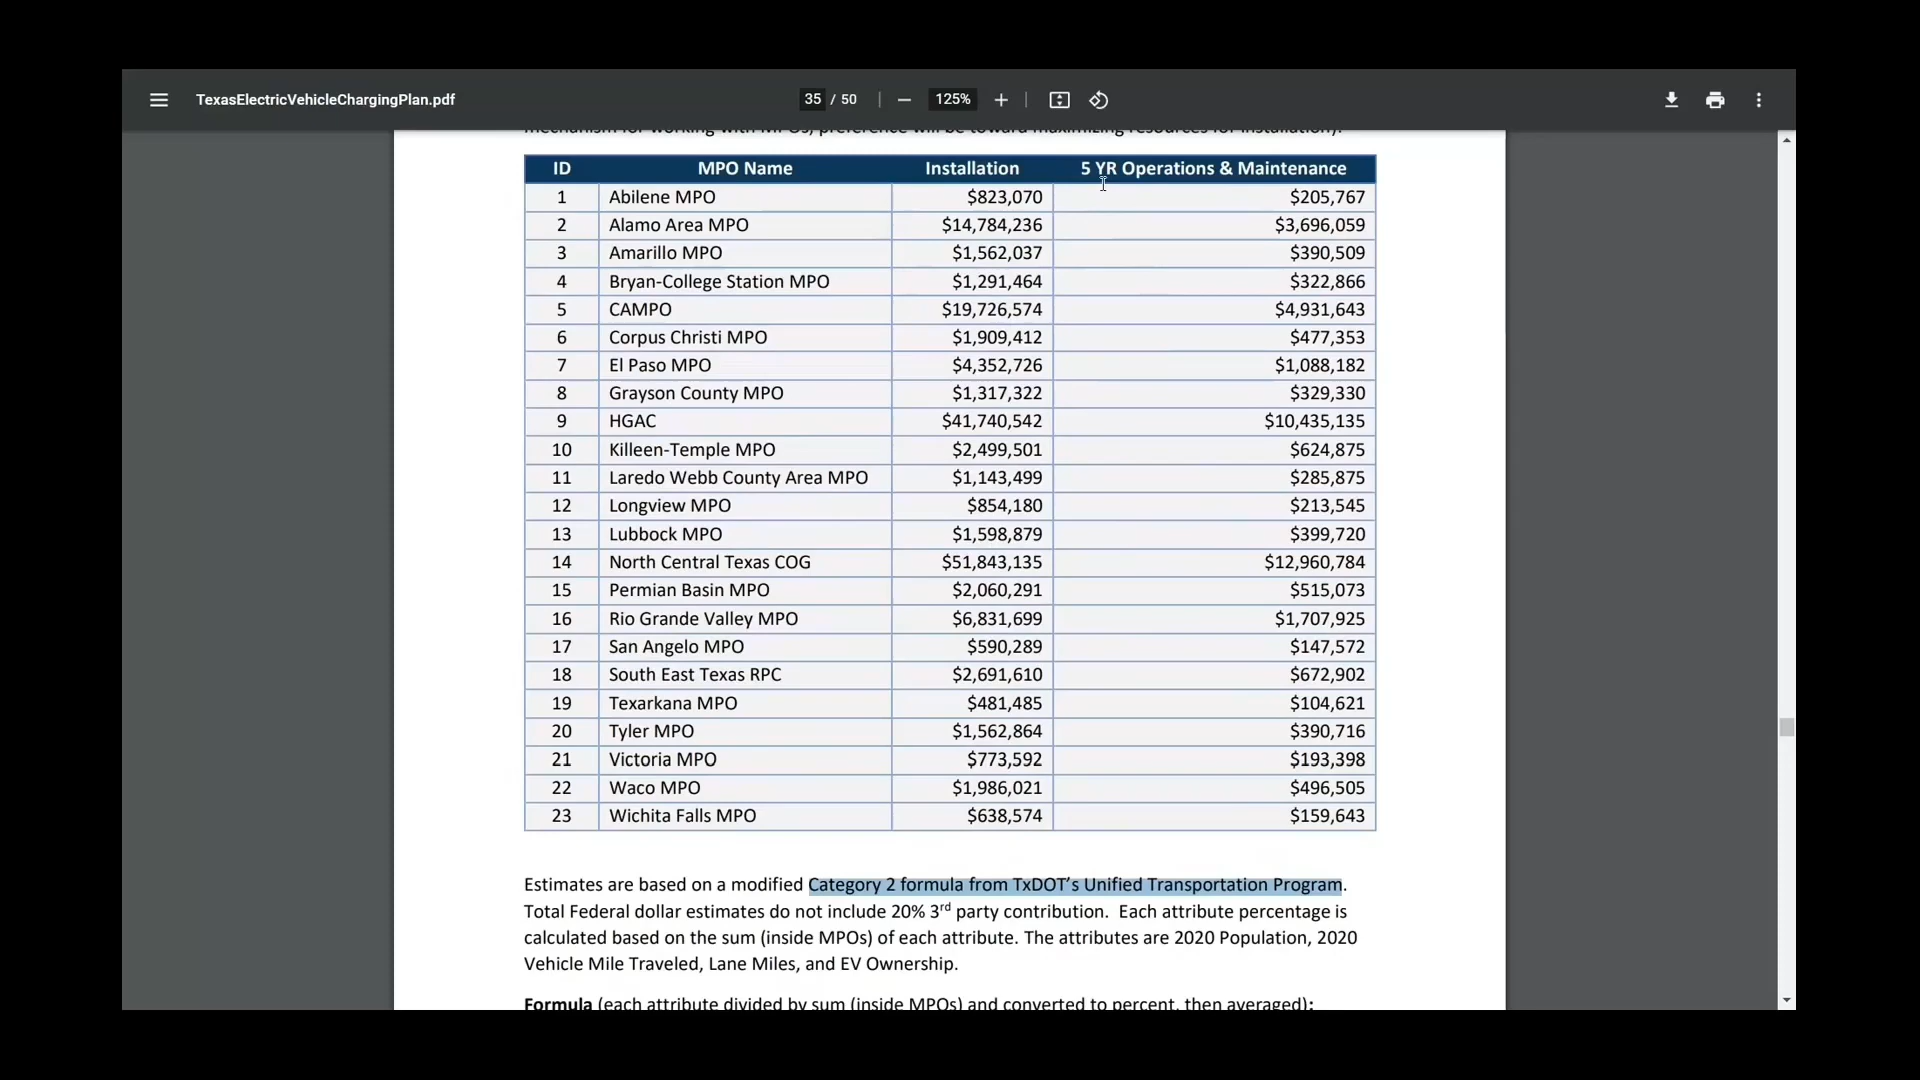 TexasElectricVehicleChargingPlan.pdf 35 / 50 125%
mechanism for working with MPOs, preference will be toward maximizing resources for installation).
ID MPO Name Installation 5 YR Operations & Maintenance
1 Abilene MPO $823,070 $205,767
2 Alamo Area MPO $14,784,236 $3,696,059
3 Amarillo MPO $1,562,037 $390,509
4 Bryan-College Station MPO $1,291,464 $322,866
5 CAMPO $19,726,574 $4,931,643
6 Corpus Christi MPO $1,909,412 $477,353
7 El Paso MPO $4,352,726 $1,088,182
8 Grayson County MPO $1,317,322 $329,330
9 HGAC $41,740,542 $10,435,135
10 Killeen-Temple MPO $2,499,501 $624,875
11 Laredo Webb County Area MPO $1,143,499 $285,875
12 Longview MPO $854,180 $213,545
13 Lubbock MPO $1,598,879 $399,720
14 North Central Texas COG $51,843,135 $12,960,784
15 Permian Basin MPO $2,060,291 $515,073
16 Rio Grande Valley MPO $6,831,699 $1,707,925
17 San Angelo MPO $590,289 $147,572
18 South East Texas RPC $2,691,610 $672,902
19 Texarkana MPO $481,485 $104,621
20 Tyler MPO $1,562,864 $390,716
21 Victoria MPO $773,592 $193,398
22 Waco MPO $1,986,021 $496,505
23 Wichita Falls MPO $638,574 $159,643
Estimates are based on a modified Category 2 formula from TxDOT’s Unified Transportation Program.
Total Federal dollar estimates do not include 20% 3rd party contribution. Each attribute percentage is
calculated based on the sum (inside MPOs) of each attribute. The attributes are 2020 Population, 2020
Vehicle Mile Traveled, Lane Miles, and EV Ownership.
Formula (each attribute divided by sum (inside MPOs) and converted to percent, then averaged):